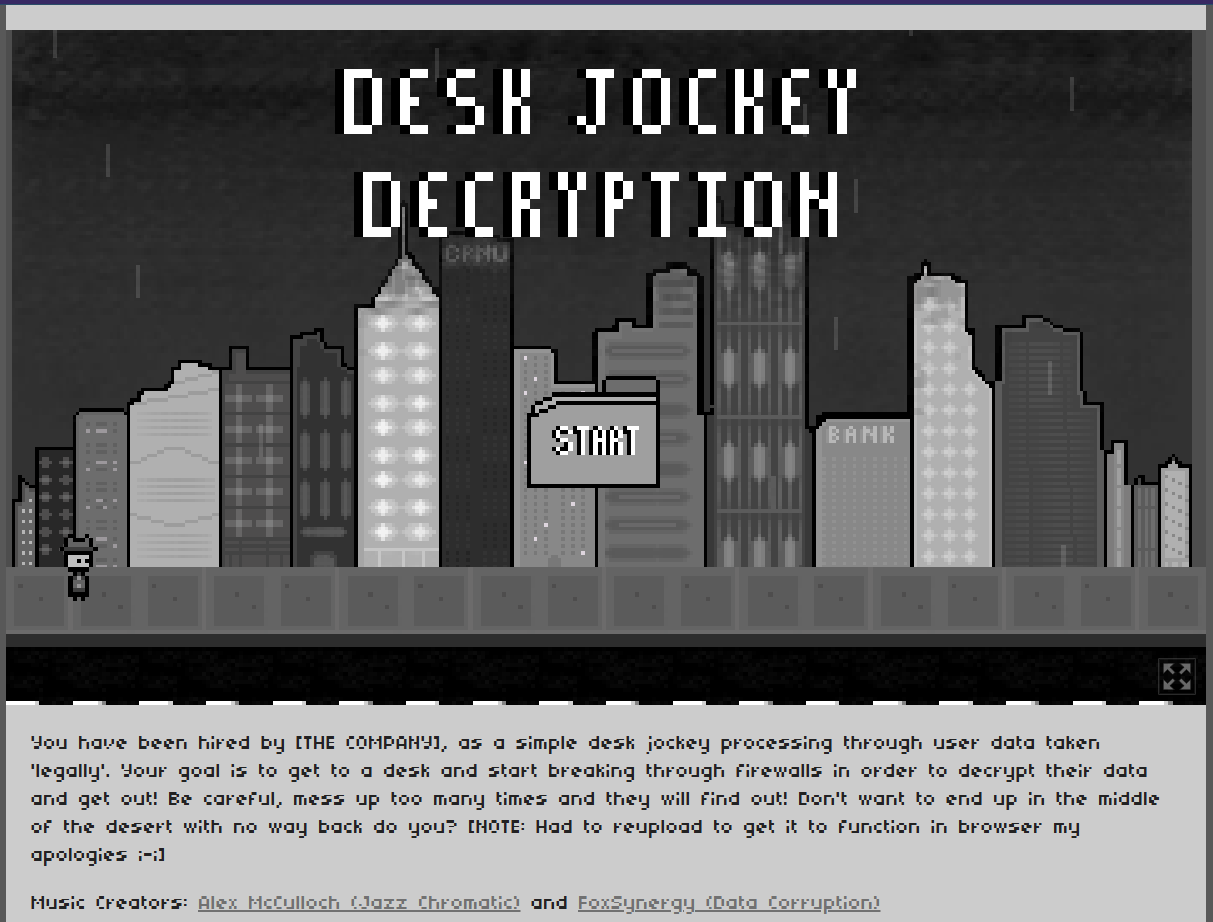 DESK JOCKEY
DECRYPTION
CPMU
BANK
START
You have been hired by [THE COMPANY], as a simple desk jockey processing through user data taken
'legally'. Your goal is to get to a desk and start breaking through firewalls in order to decrypt their data
and get out! Be careful, mess up too many times and they will find out! Don't want to end up in the middle
of the desert with no way back do you? [NOTE: Had to reupload to get it to function in browser my
apologies ;-;]
Music Creators: Alex McCulloch (Jazz Chromatic) and FoxSynergy (Data Corruption)